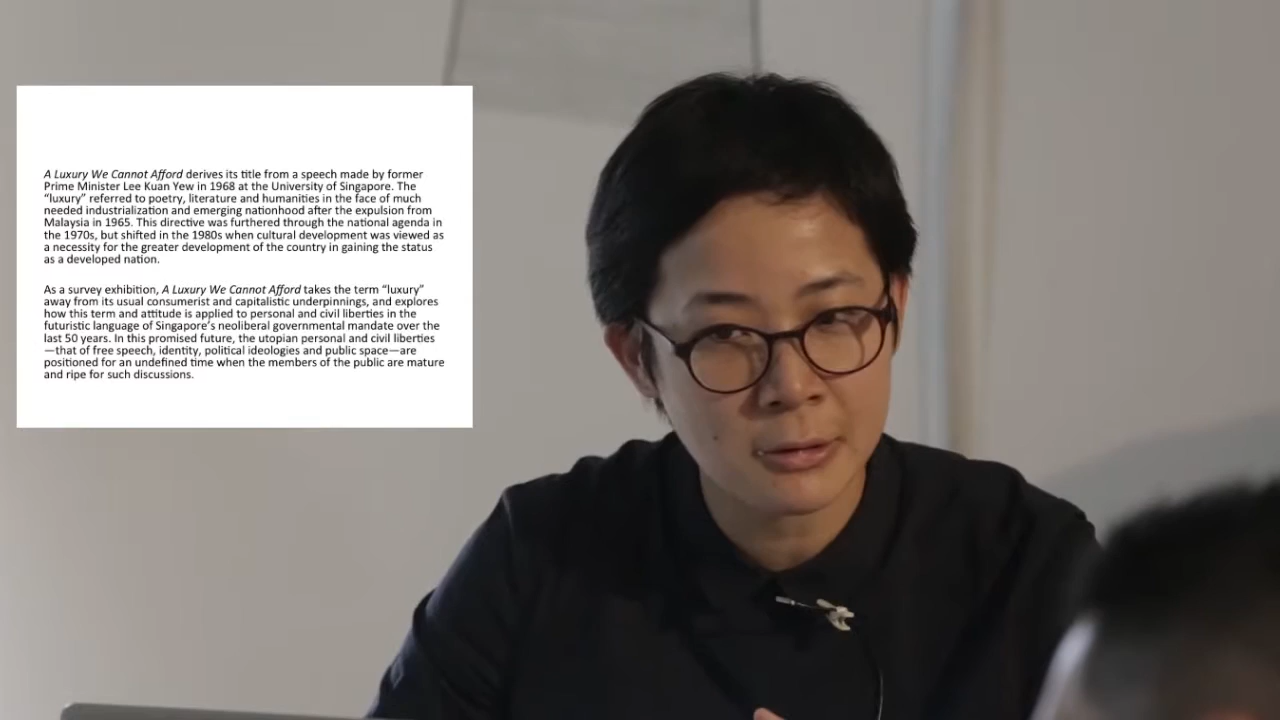 A Luxury We Cannot Afford derives its title from a speech made by former
Prime Minister Lee Kuan Yew in 1968 at the University of Singapore. The
“luxury” referred to poetry, literature and humanities in the face of much
needed industrialization and emerging nationhood after the expulsion from
Malaysia in 1965. This directive was furthered through the national agenda in
the 1970s, but shifted in the 1980s when cultural development was viewed as
a necessity for the greater development of the country in gaining the status
as a developed nation.
As a survey exhibition, A Luxury We Cannot Afford takes the term “luxury”
away from its usual consumerist and capitalistic underpinnings, and explores
how this term and attitude is applied to personal and civil liberties in the
futuristic language of Singapore’s neoliberal governmental mandate over the
last 50 years. In this promised future, the utopian personal and civil liberties
—that of free speech, identity, political ideologies and public space—are
positioned for an undefined time when the members of the public are mature
and ripe for such discussions.